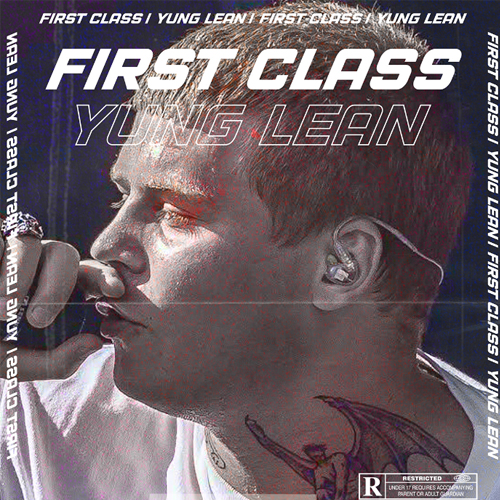 FIRST CLASS | YUNG LEAN | FIRST CLASS | YUNG LEAN
FIRST CLASS
YUNG LEAN
FIRST CLASS | YUNG LEAN | FIRST CLASS | YUNG LEAN
FIRST CLASS | YUNG LEAN | FIRST CLASS | YUNG LEAN
R
RESTRICTED
UNDER 17 REQUIRES ACCOMPANYING
PARENT OR ADULT GUARDIAN